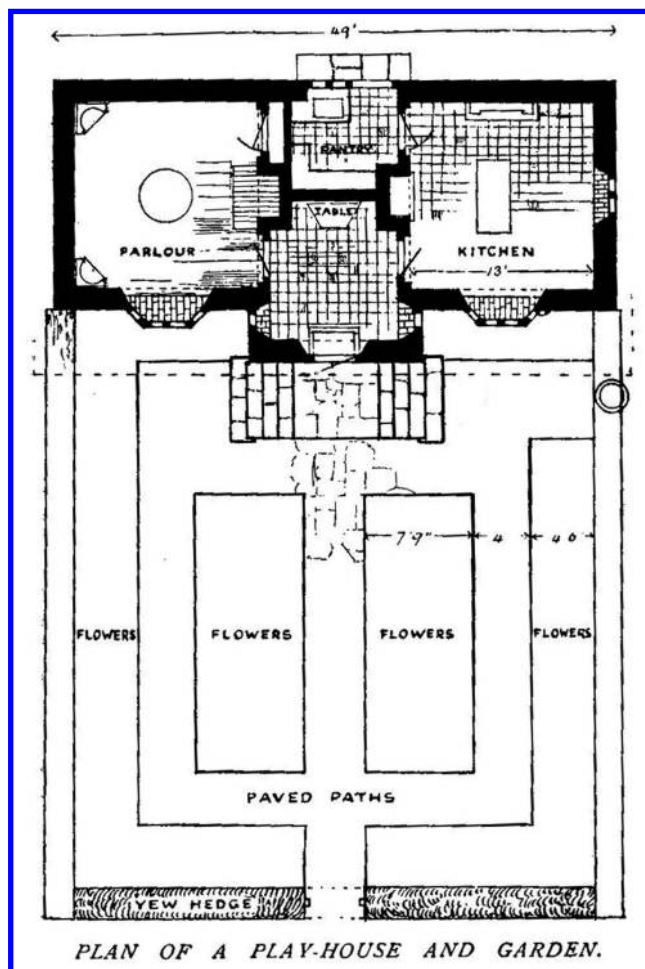 49'
PANTRY
TABLE
PARLOUR
KITCHEN
13'
7'9"
4
4 6
FLOWERS
FLOWERS
FLOWERS
FLOWERS
PAVED PATHS
YEW HEDGE
PLAN OF A PLAY-HOUSE AND GARDEN.